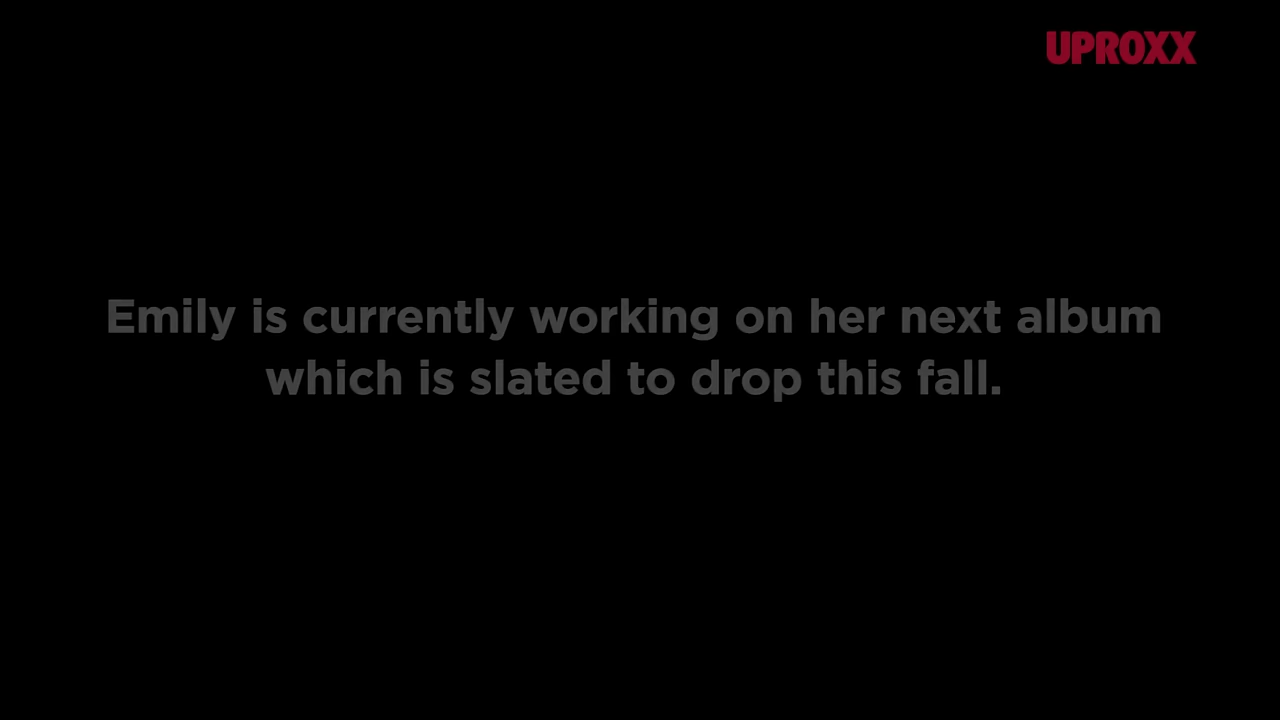 UPROXX
Emily is currently working on her next album
which is slated to drop this fall.